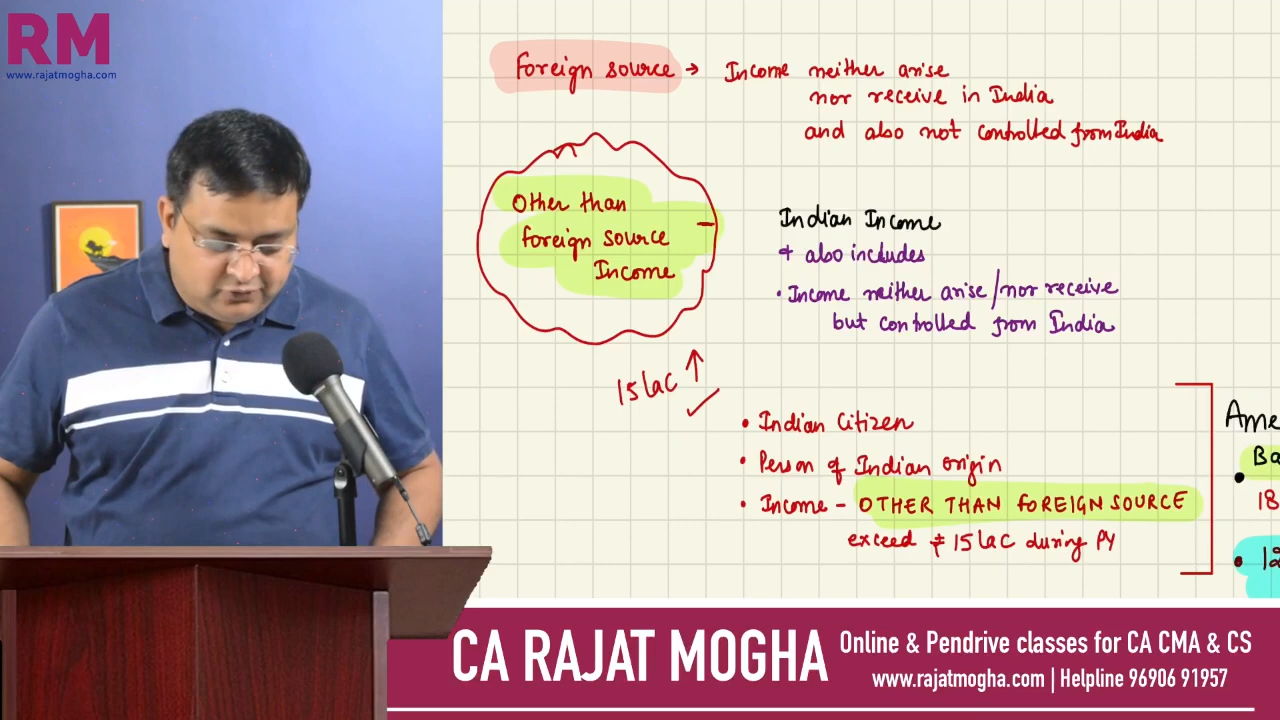 RM
www.rajatmogha.com
Foreign source → Income neither arise
nor receive in India
and also not controlled from India
Other than
foreign source
Income
Indian Income
+ also includes
• Income neither arise/nor receive
but controlled from India
15 lac ↑
• Indian Citizen
• Person of Indian origin
• Income - OTHER THAN FOREIGN SOURCE
exceed ₹ 15 lac during PY
Ame
Ba
18
• 12
CA RAJAT MOGHA
Online & Pendrive classes for CA CMA & CS
www.rajatmogha.com | Helpline 96906 91957